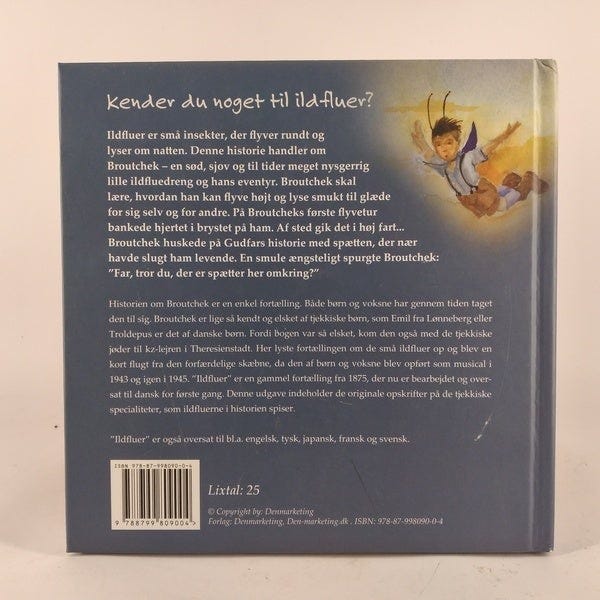 Kender du noget til ildfluer?
Ildfluer er små insekter, der flyver rundt og
lyser om natten. Denne historie handler om
Broutchek – en sød, sjov og til tider meget nysgerrig
lille ildfluedreng og hans eventyr. Broutchek skal
lære, hvordan han kan flyve højt og lyse smukt til glæde
for sig selv og for andre. På Broutcheks første flyvetur
bankede hjertet i brystet på ham. Af sted gik det i høj fart...
Broutchek huskede på Gudfars historie med spætten, der nær
havde slugt ham levende. En smule ængsteligt spurgte Broutchek:
"Far, tror du, der er spætter her omkring?"
Historien om Broutchek er en enkel fortælling. Både børn og voksne har gennem tiden taget
den til sig. Broutchek er lige så kendt og elsket af tjekkiske børn, som Emil fra Lønneberg eller
Troldepus er det af danske børn. Fordi bogen var så elsket, kom den også med de tjekkiske
jøder til kz-lejren i Theresienstadt. Her lyste fortællingen om de små ildfluer op og blev en
kort flugt fra den forfærdelige skæbne, da den af børn og voksne blev opført som musical i
1943 og igen i 1945. "Ildfluer" er en gammel fortælling fra 1875, der nu er bearbejdet og over-
sat til dansk for første gang. Denne udgave indeholder de originale opskrifter på de tjekkiske
specialiteter, som ildfluerne i historien spiser.
"Ildfluer" er også oversat til bl.a. engelsk, tysk, japansk, fransk og svensk.
ISBN 978-87-998090-0-4
9 788799 809004
Lixtal: 25
© Copyright by: Denmarketing
Forlag: Denmarketing, Den-marketing.dk . ISBN: 978-87-998090-0-4